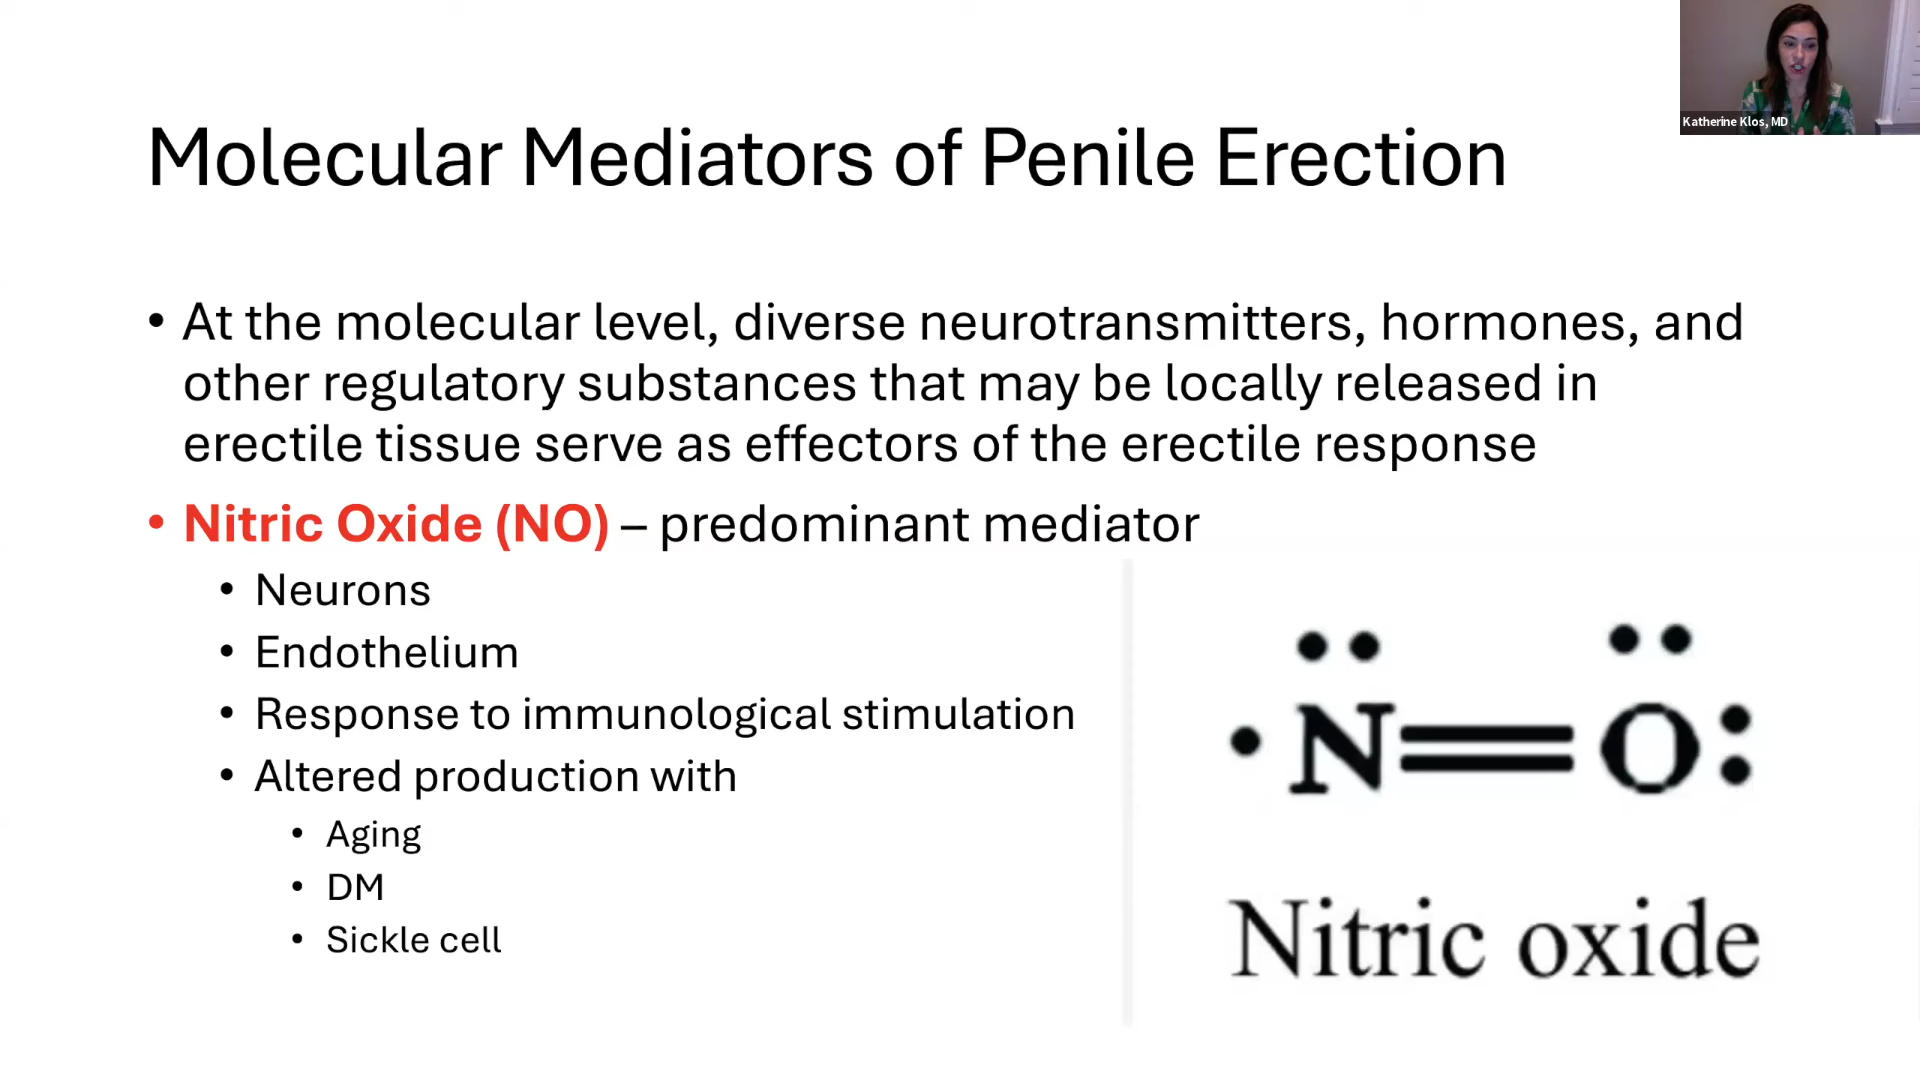 Katherine Klos, MD
Molecular Mediators of Penile Erection
• At the molecular level, diverse neurotransmitters, hormones, and
other regulatory substances that may be locally released in
erectile tissue serve as effectors of the erectile response
• Nitric Oxide (NO) – predominant mediator
• Neurons
• Endothelium
• Response to immunological stimulation
• Altered production with
• Aging
• DM
• Sickle cell
N O
Nitric oxide